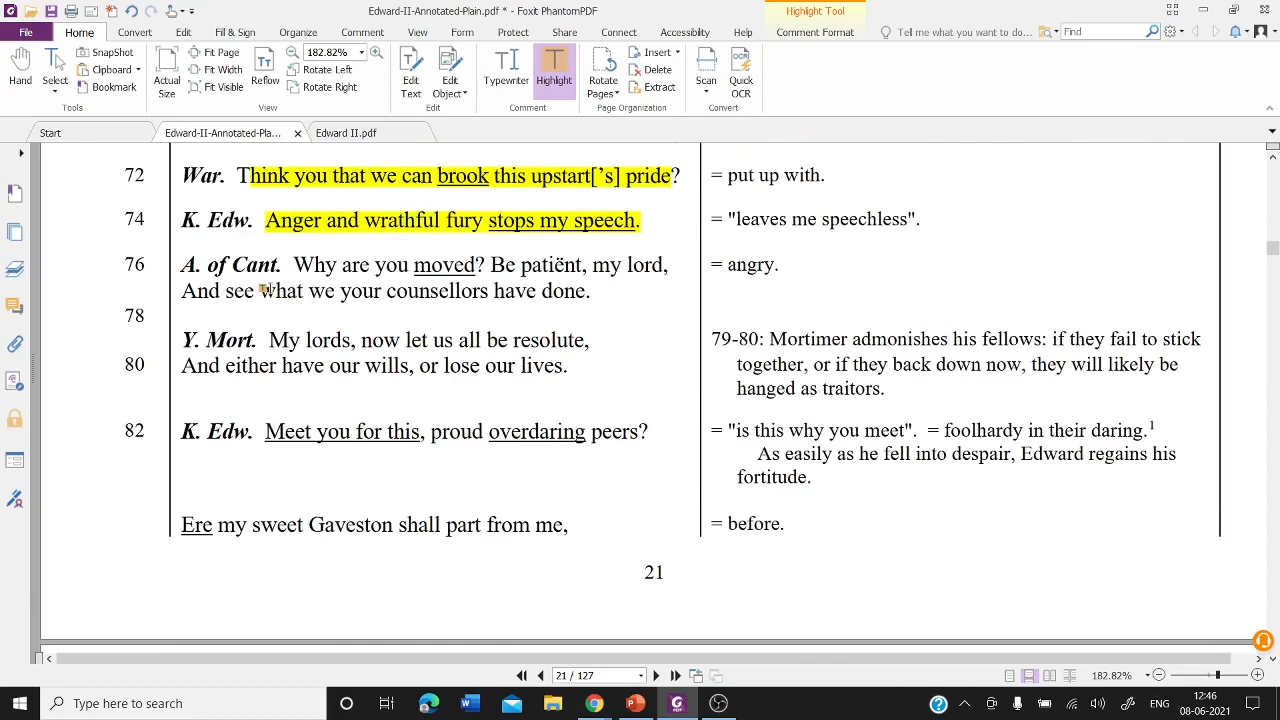 Edward-II-Annotated-Plain.pdf * - Foxit PhantomPDF
Highlight Tool
File Home Convert Edit Fill & Sign Organize Comment View Form Protect Share Connect Accessibility Help Comment Format Tell me what you want to do... Find
Hand
Select
SnapShot
Clipboard
Bookmark
Tools
Actual Size
Fit Page
Fit Width
Fit Visible
Reflow
182.82%
Rotate Left
Rotate Right
View
Edit Text
Edit Object
Edit
Typewriter
Highlight
Comment
Rotate Pages
Insert
Delete
Extract
Page Organization
Scan
Quick OCR
Convert
Start Edward-II-Annotated-Pla... Edward II.pdf
72 War. Think you that we can brook this upstart['s] pride? = put up with.
74 K. Edw. Anger and wrathful fury stops my speech. = "leaves me speechless".
76 A. of Cant. Why are you moved? Be patiënt, my lord, = angry.
And see what we your counsellors have done.
78
Y. Mort. My lords, now let us all be resolute, 79-80: Mortimer admonishes his fellows: if they fail to stick
80 And either have our wills, or lose our lives. together, or if they back down now, they will likely be
hanged as traitors.
82 K. Edw. Meet you for this, proud overdaring peers? = "is this why you meet". = foolhardy in their daring.1
As easily as he fell into despair, Edward regains his
fortitude.
Ere my sweet Gaveston shall part from me, = before.
21
21 / 127 182.82%
Type here to search
ENG 12:46
08-06-2021